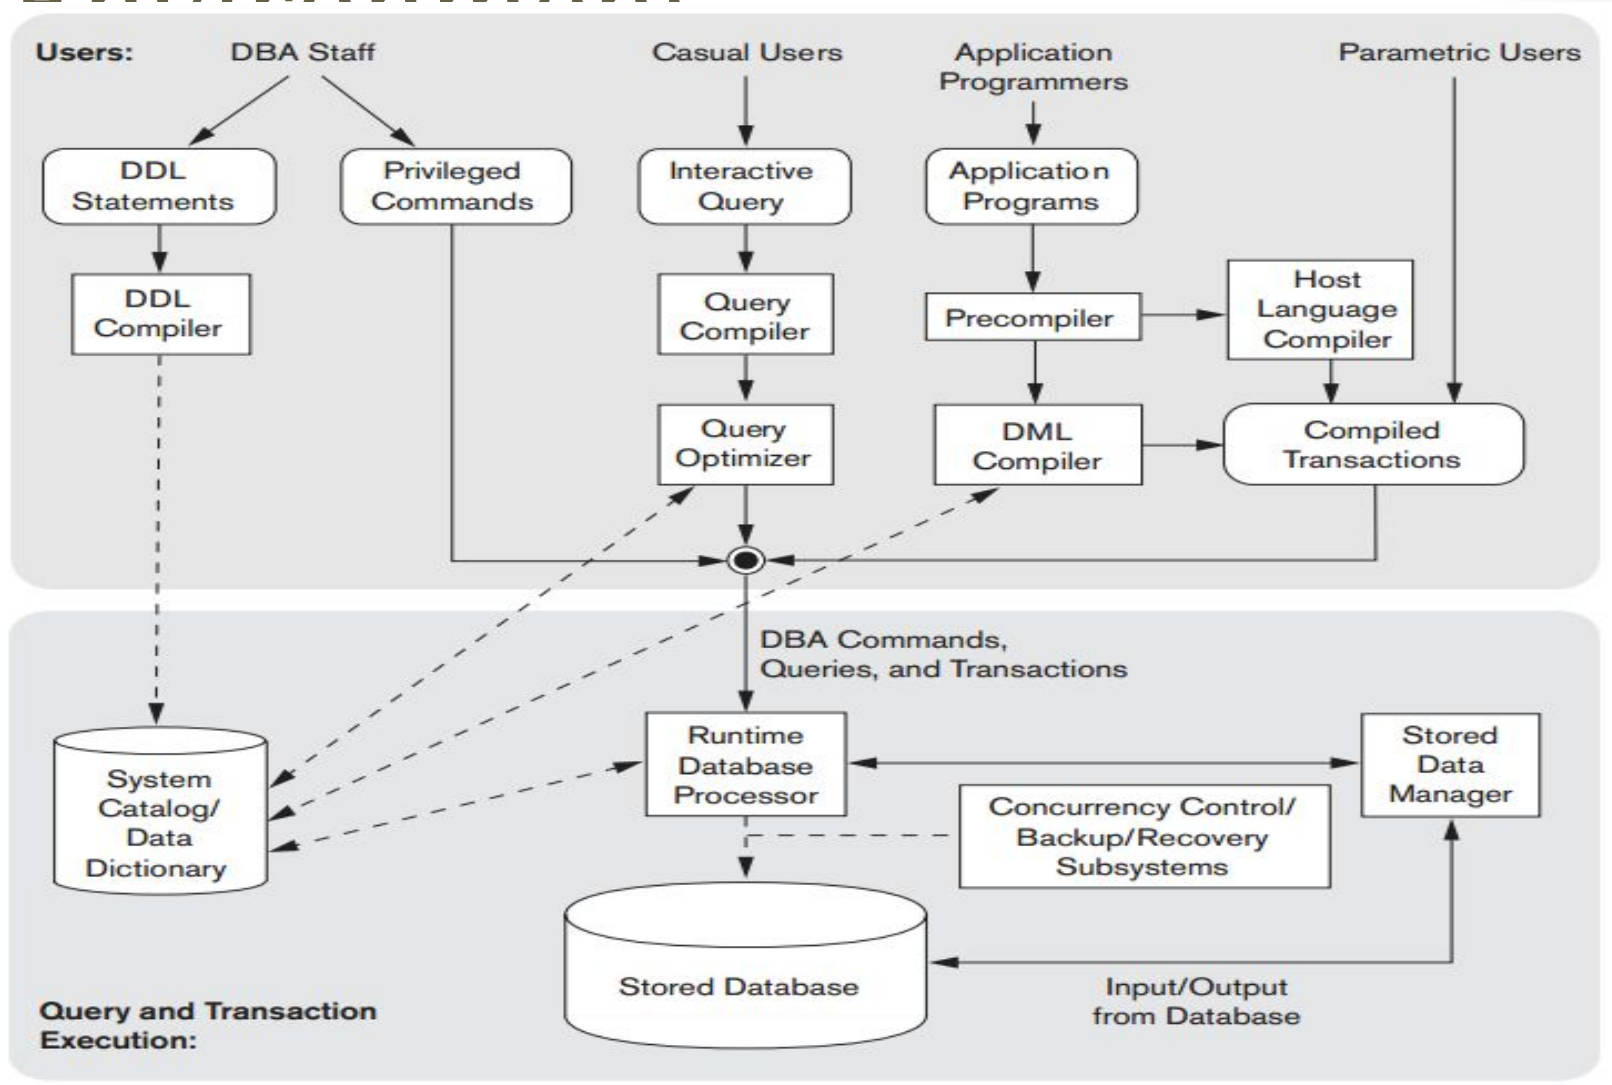 Users:
DBA Staff
Casual Users
Application
Programmers
Parametric Users
DDL
Statements
Privileged
Commands
Interactive
Query
Application
Programs
DDL
Compiler
Query
Compiler
Precompiler
Host
Language
Compiler
Query
Optimizer
DML
Compiler
Compiled
Transactions
DBA Commands,
Queries, and Transactions
System
Catalog/
Data
Dictionary
Runtime
Database
Processor
Stored
Data
Manager
Concurrency Control/
Backup/Recovery
Subsystems
Stored Database
Input/Output
from Database
Query and Transaction
Execution: